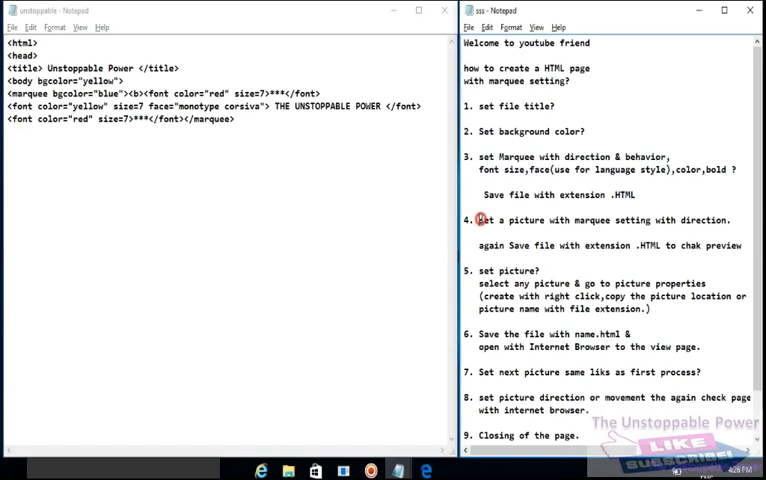 unstoppable - Notepad
File Edit Format View Help
<html>
<head>
<title> Unstoppable Power </title>
<body bgcolor="yellow">
<marquee bgcolor="blue"><b><font color="red" size=7>***</font>
<font color="yellow" size=7 face="monotype corsiva"> THE UNSTOPPABLE POWER </font>
<font color="red" size=7>***</font></marquee>
sss - Notepad
File Edit Format View Help
Welcome to youtube friend
how to create a HTML page
with marquee setting?
1. set file title?
2. Set background color?
3. set Marquee with direction & behavior,
font size,face(use for language style),color,bold ?
Save file with extension .HTML
4. set a picture with marquee setting with direction.
again Save file with extension .HTML to chak preview
5. set picture?
select any picture & go to picture properties
(create with right click,copy the picture location or
picture name with file extension.)
6. Save the file with name.html &
open with Internet Browser to the view page.
7. Set next picture same liks as first process?
8. set picture direction or movement the again check page
with internet browser.
9. Closing of the page.
The Unstoppable Power
LIKE
SUBSCRIBE!
4:26 PM
ENG